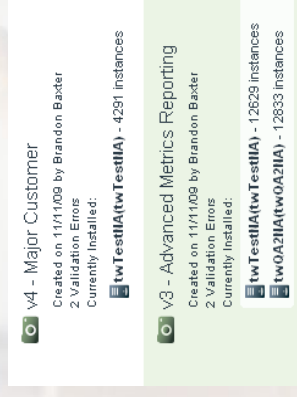 v4 - Major Customer
Created on 11/11/09 by Brandon Baxter
2 Validation Errors
Currently Installed:
twTestIIA(twTestIIA) - 4291 instances
v3 - Advanced Metrics Reporting
Created on 11/11/09 by Brandon Baxter
2 Validation Errors
Currently Installed:
twTestIIA(twTestIIA) - 12629 instances
twQA2IIA(twQA2IIA) - 12833 instances